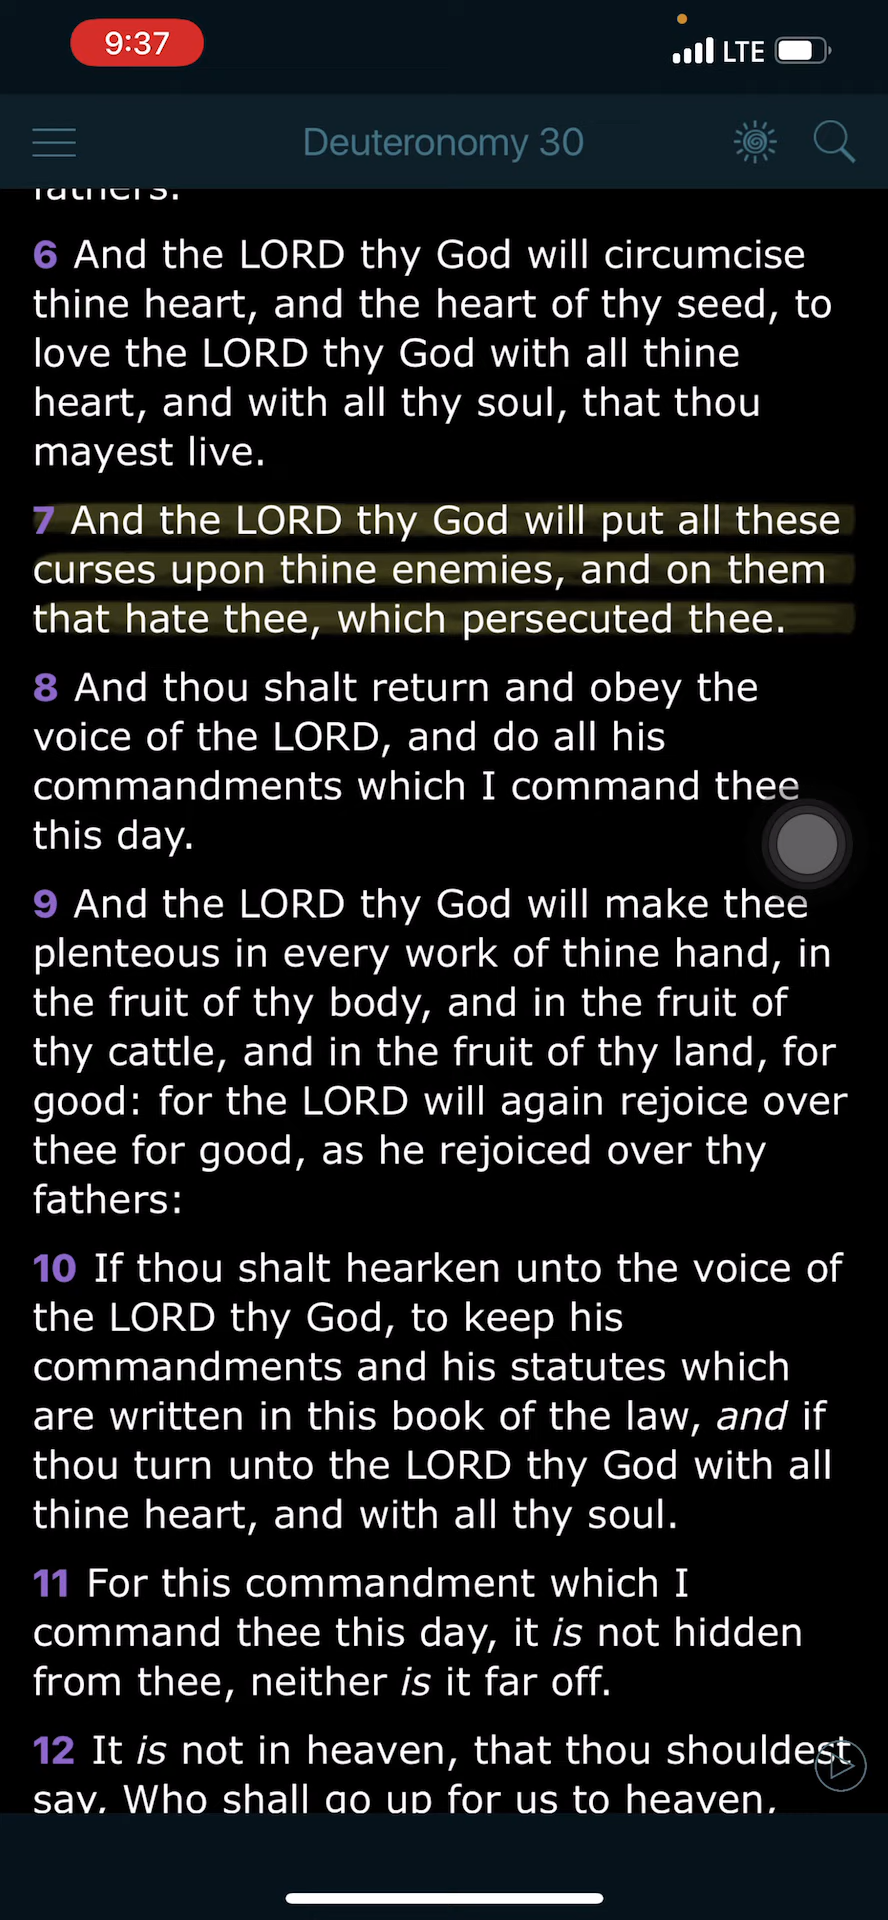 9:37
LTE
Deuteronomy 30
fathers.
6 And the LORD thy God will circumcise
thine heart, and the heart of thy seed, to
love the LORD thy God with all thine
heart, and with all thy soul, that thou
mayest live.
7 And the LORD thy God will put all these
curses upon thine enemies, and on them
that hate thee, which persecuted thee.
8 And thou shalt return and obey the
voice of the LORD, and do all his
commandments which I command thee
this day.
9 And the LORD thy God will make thee
plenteous in every work of thine hand, in
the fruit of thy body, and in the fruit of
thy cattle, and in the fruit of thy land, for
good: for the LORD will again rejoice over
thee for good, as he rejoiced over thy
fathers:
10 If thou shalt hearken unto the voice of
the LORD thy God, to keep his
commandments and his statutes which
are written in this book of the law, and if
thou turn unto the LORD thy God with all
thine heart, and with all thy soul.
11 For this commandment which I
command thee this day, it is not hidden
from thee, neither is it far off.
12 It is not in heaven, that thou shouldest
say, Who shall go up for us to heaven,